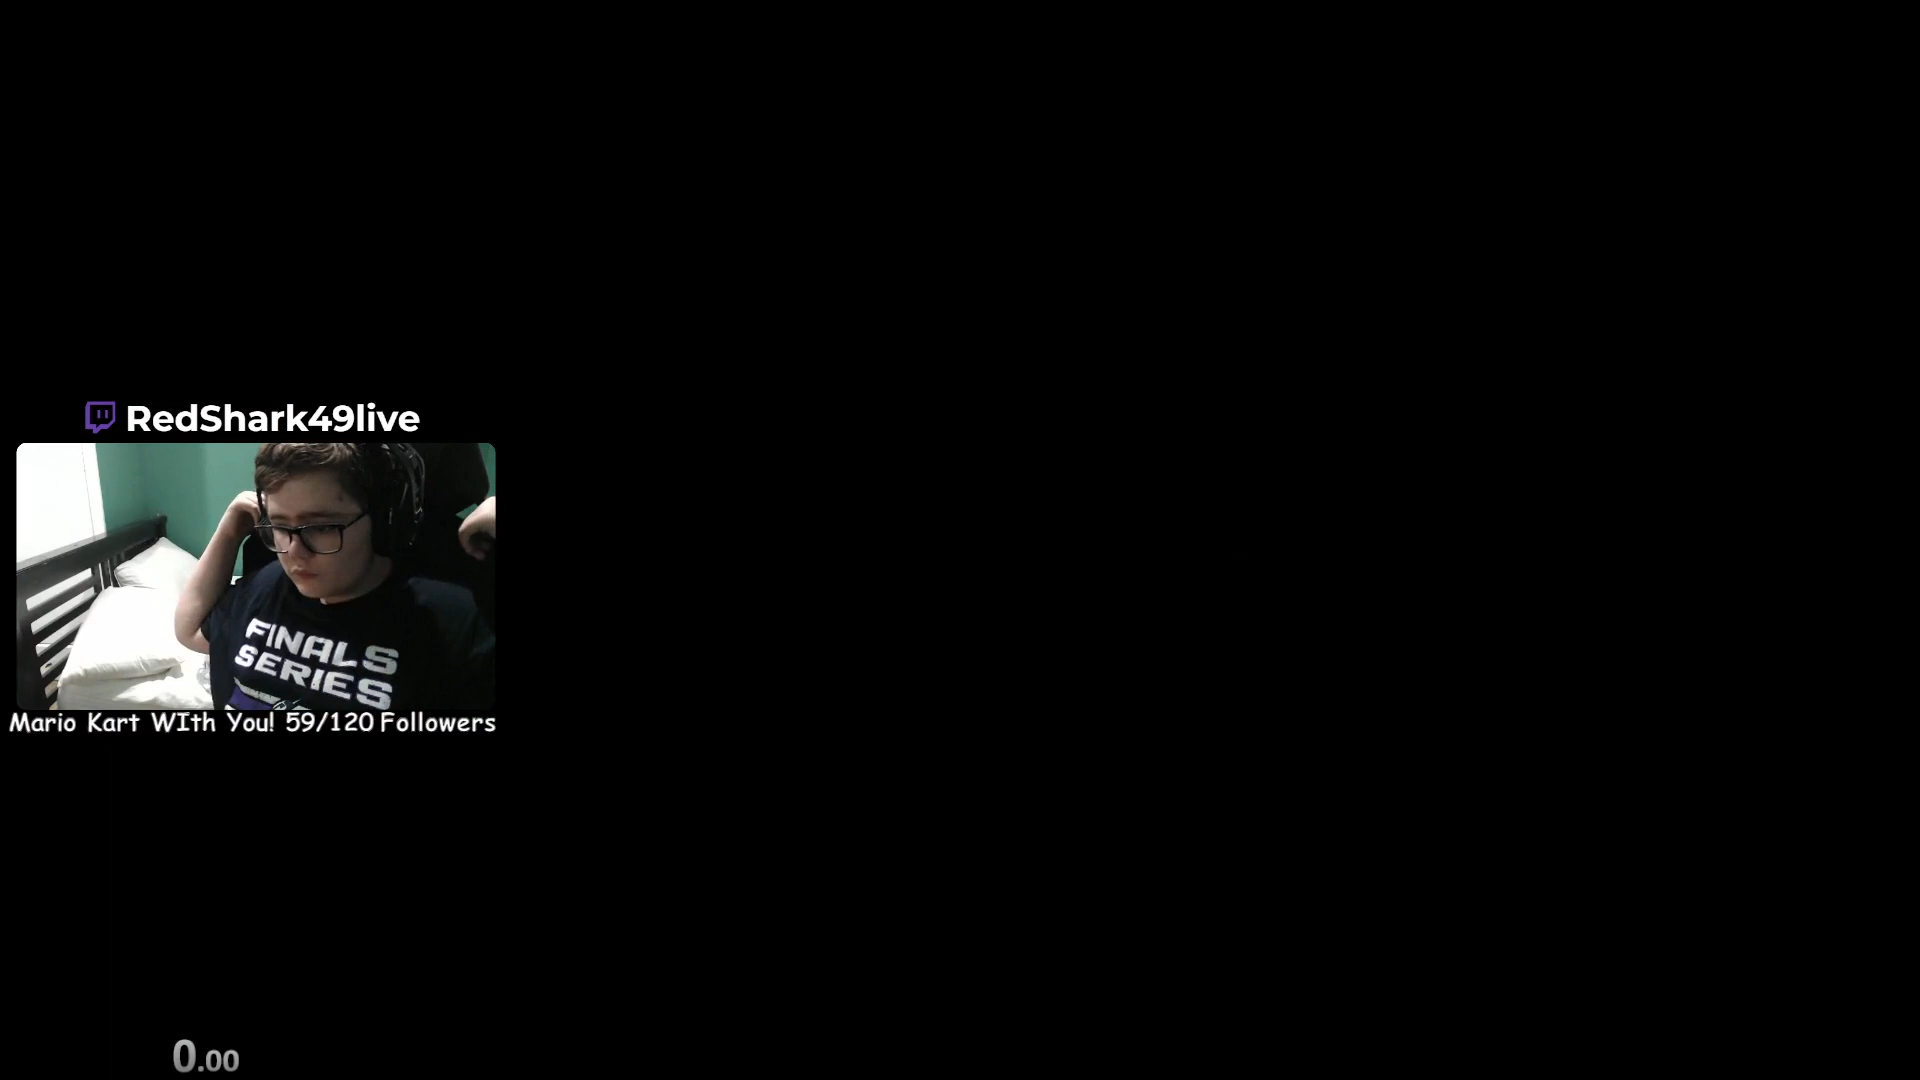 RedShark49live
FINALS
SERIES
Mario Kart WIth You! 59/120 Followers
0.00